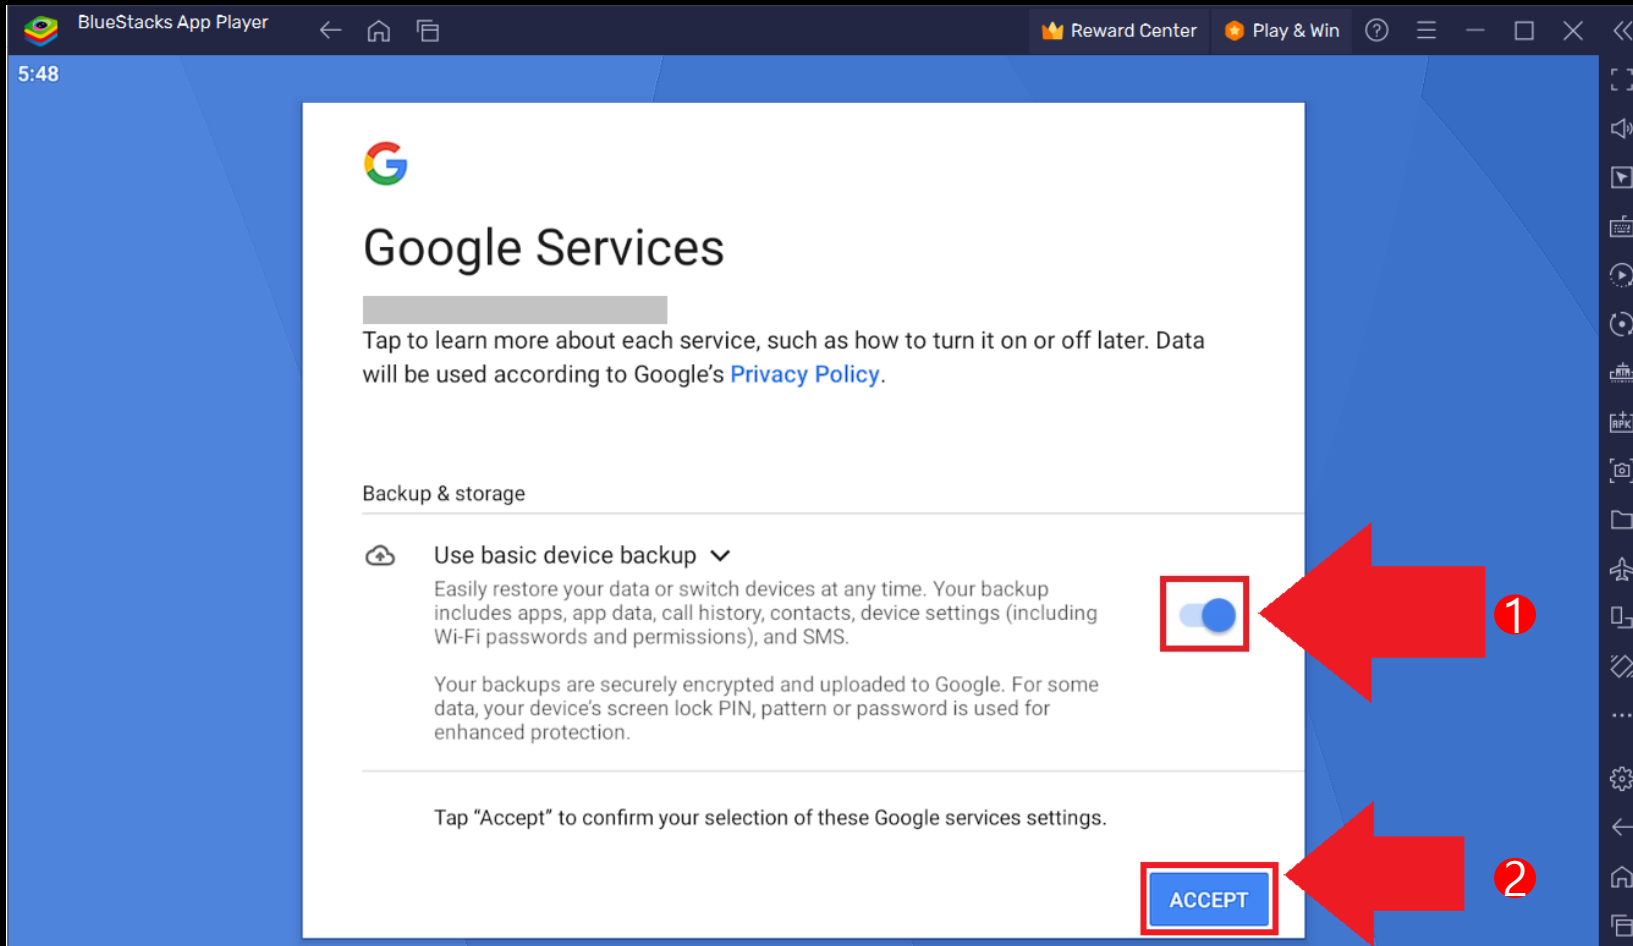 BlueStacks App Player
Reward Center
Play & Win
5:48
Google Services
Tap to learn more about each service, such as how to turn it on or off later. Data
will be used according to Google's Privacy Policy.
Backup & storage
Use basic device backup
Easily restore your data or switch devices at any time. Your backup
includes apps, app data, call history, contacts, device settings (including
Wi-Fi passwords and permissions), and SMS.
1
Your backups are securely encrypted and uploaded to Google. For some
data, your device's screen lock PIN, pattern or password is used for
enhanced protection.
Tap “Accept” to confirm your selection of these Google services settings.
ACCEPT
2
APK